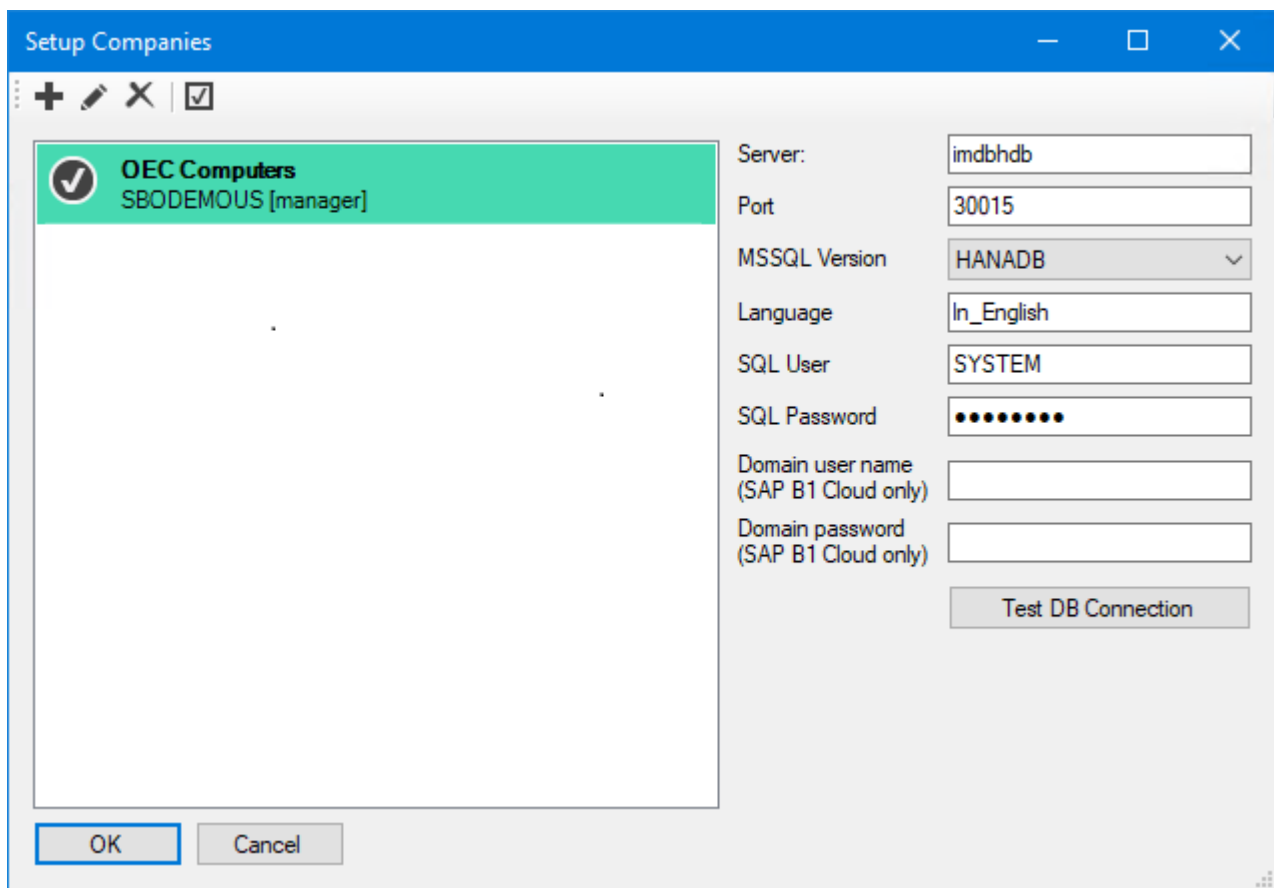 Setup Companies
OEC Computers
SBODEMOUS [manager]
Server:
imdbhdb
Port
30015
MSSQL Version
HANADB
Language
ln_English
SQL User
SYSTEM
SQL Password
●●●●●●●●
Domain user name
(SAP B1 Cloud only)
Domain password
(SAP B1 Cloud only)
Test DB Connection
OK
Cancel